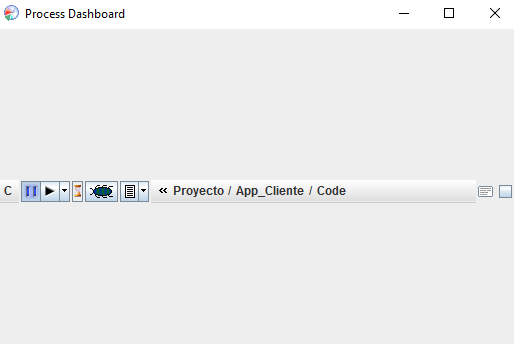 Process Dashboard
C Proyecto / App_Cliente / Code